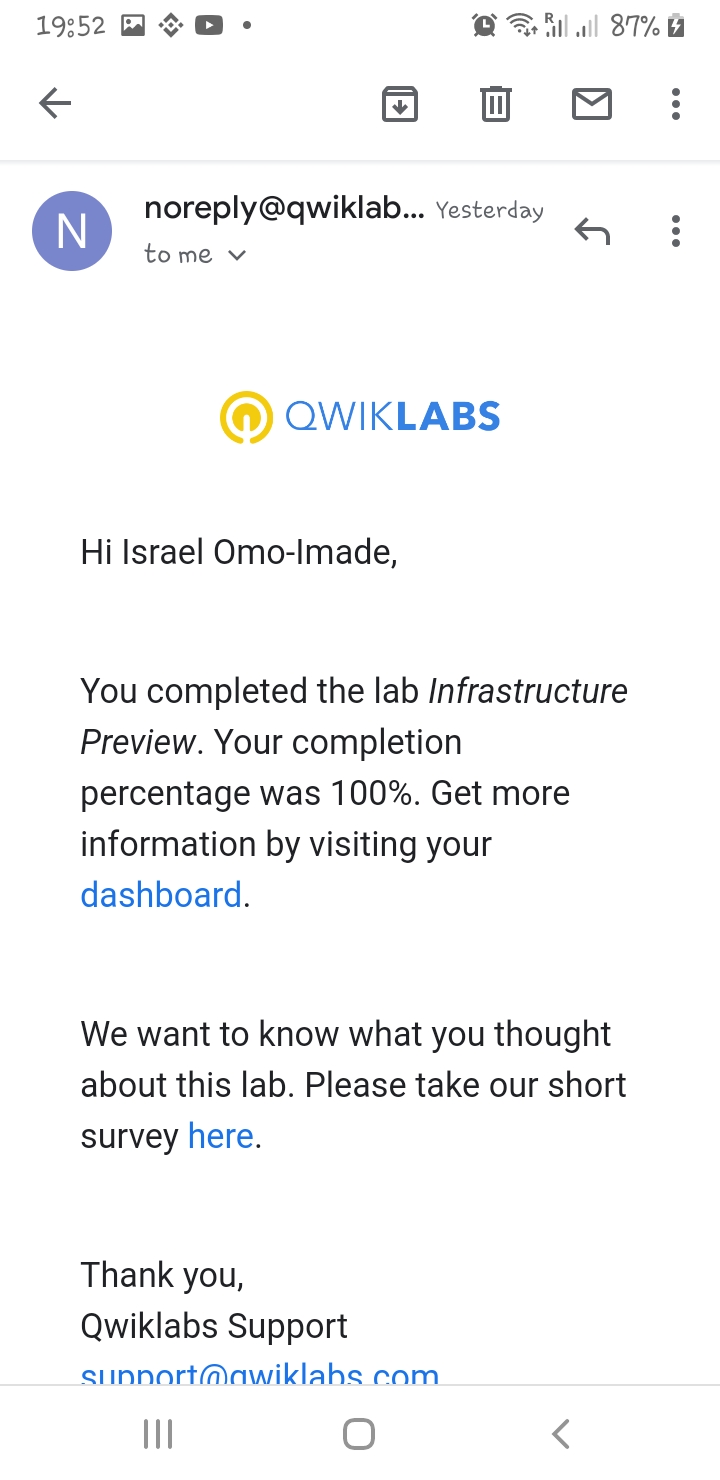 19:52 87%
noreply@qwiklab... Yesterday
N
to me
QWIKLABS
Hi Israel Omo-Imade,
You completed the lab Infrastructure
Preview. Your completion
percentage was 100%. Get more
information by visiting your
dashboard.
We want to know what you thought
about this lab. Please take our short
survey here.
Thank you,
Qwiklabs Support
support@qwiklabs.com